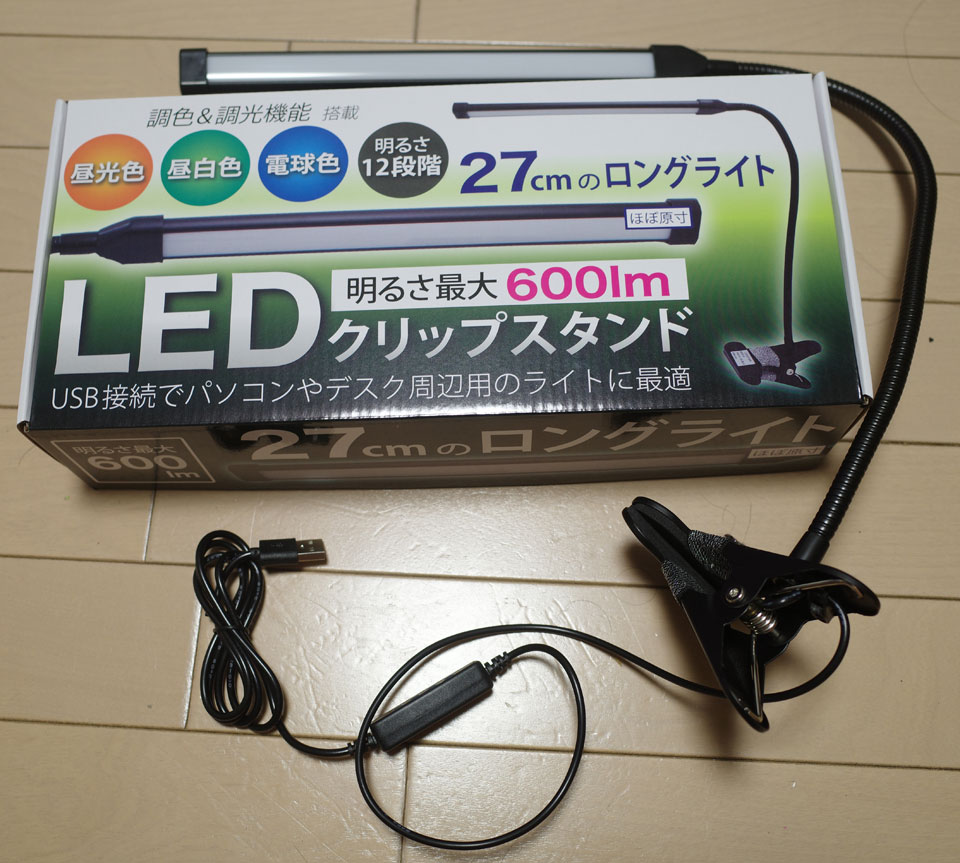 調色&調光機能 搭載
昼光色
昼白色
電球色
明るさ
12段階
27cmのロングライト
ほぼ原寸
LED
明るさ最大 600lm
クリップスタンド
USB接続でパソコンやデスク周辺用のライトに最適
明るさ最大
600
lm
27cmのロングライト
ほぼ原寸